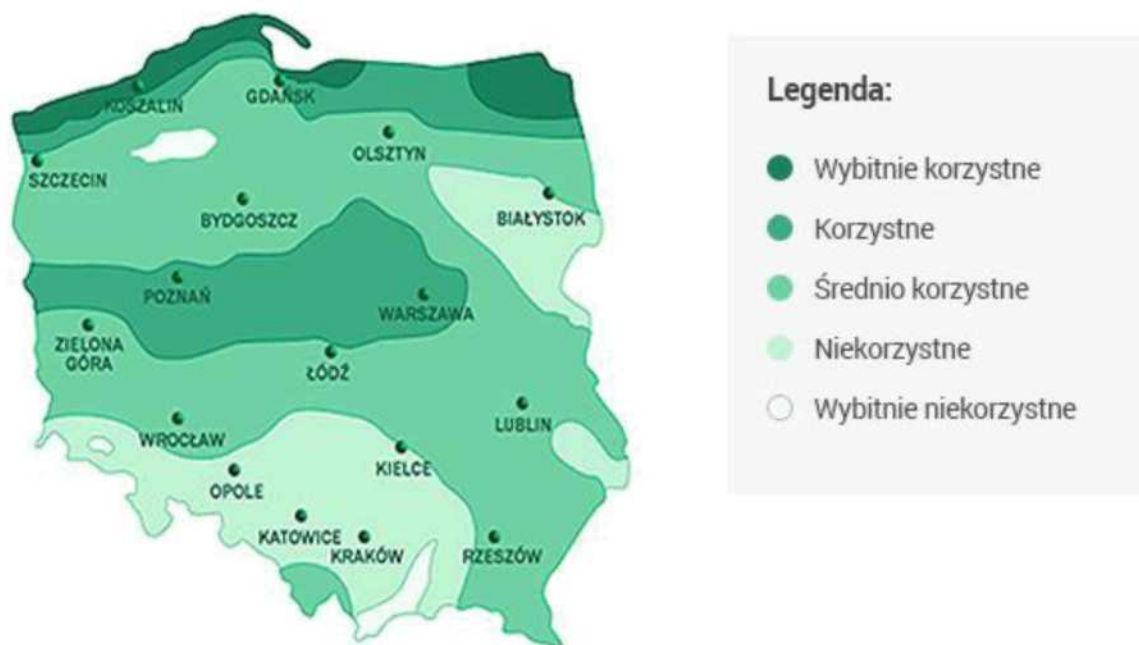 KOSZALIN
GDAŃSK
OLSZTYN
SZCZECIN
BYDGOSZCZ
BIAŁYSTOK
POZNAŃ
WARSZAWA
ZIELONA
GÓRA
ŁÓDŹ
WROCŁAW
LUBLIN
KIELCE
OPOLE
KATOWICE
KRAKÓW
RZESZÓW
Legenda:
Wybitnie korzystne
Korzystne
Średnio korzystne
Niekorzystne
Wybitnie niekorzystne